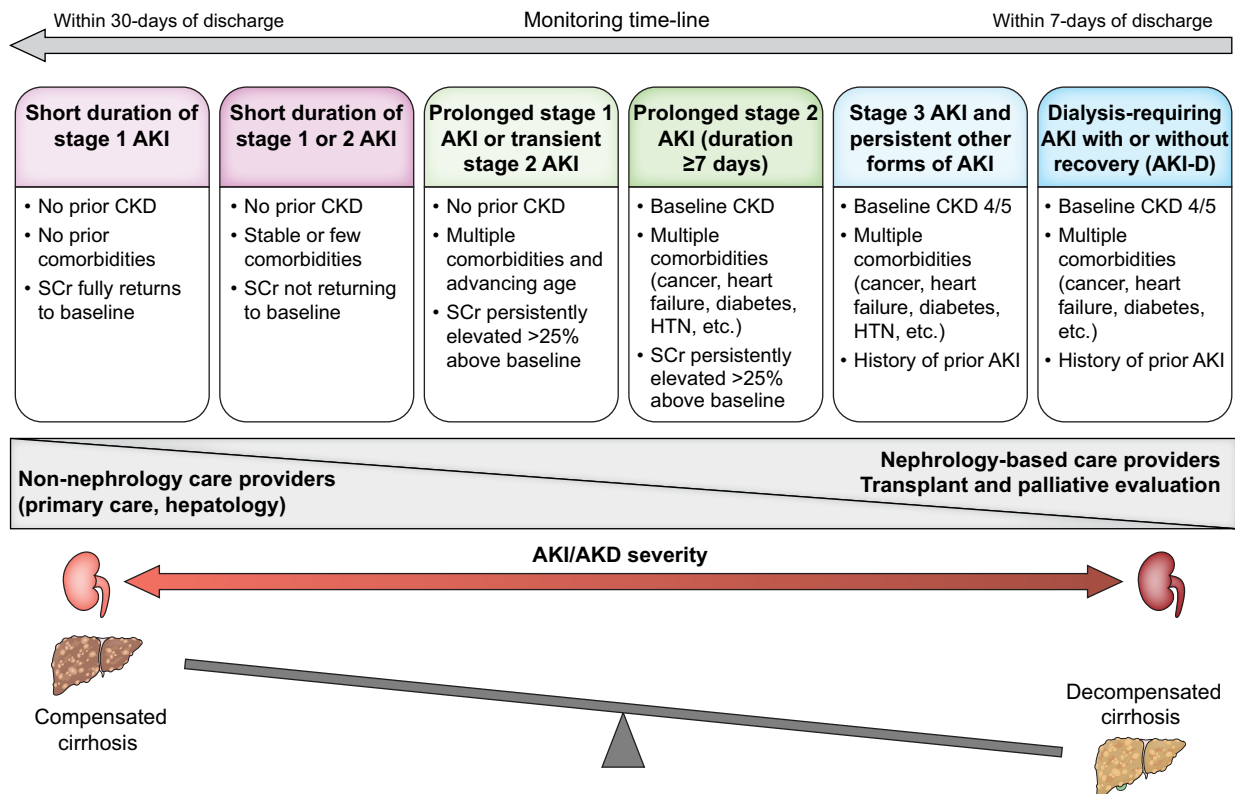 Within 30-days of discharge
Monitoring time-line
Within 7-days of discharge
Short duration of
stage 1 AKI
• No prior CKD
• No prior
comorbidities
• SCr fully returns
to baseline
Short duration of
stage 1 or 2 AKI
• No prior CKD
• Stable or few
comorbidities
• SCr not returning
to baseline
Prolonged stage 1
AKI or transient
stage 2 AKI
• No prior CKD
• Multiple
comorbidities and
advancing age
• SCr persistently
elevated >25%
above baseline
Prolonged stage 2
AKI (duration
≥7 days)
• Baseline CKD
• Multiple
comorbidities
(cancer, heart
failure, diabetes,
HTN, etc.)
• SCr persistently
elevated >25%
above baseline
Stage 3 AKI and
persistent other
forms of AKI
• Baseline CKD 4/5
• Multiple
comorbidities
(cancer, heart
failure, diabetes,
HTN, etc.)
• History of prior AKI
Dialysis-requiring
AKI with or without
recovery (AKI-D)
• Baseline CKD 4/5
• Multiple
comorbidities
(cancer, heart
failure, diabetes,
etc.)
• History of prior AKI
Non-nephrology care providers
(primary care, hepatology)
Nephrology-based care providers
Transplant and palliative evaluation
AKI/AKD severity
Compensated
cirrhosis
Decompensated
cirrhosis